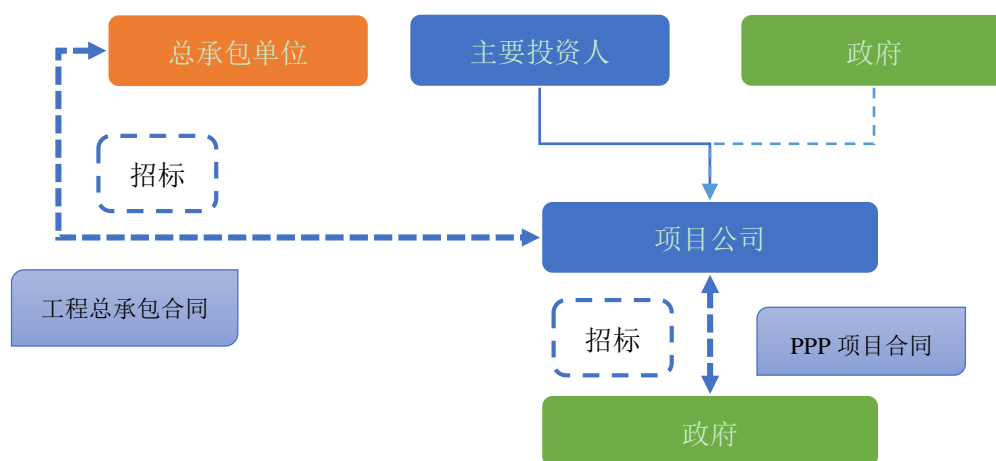 总承包单位
主要投资人
政府
招标
项目公司
工程总承包合同
招标
PPP 项目合同
政府